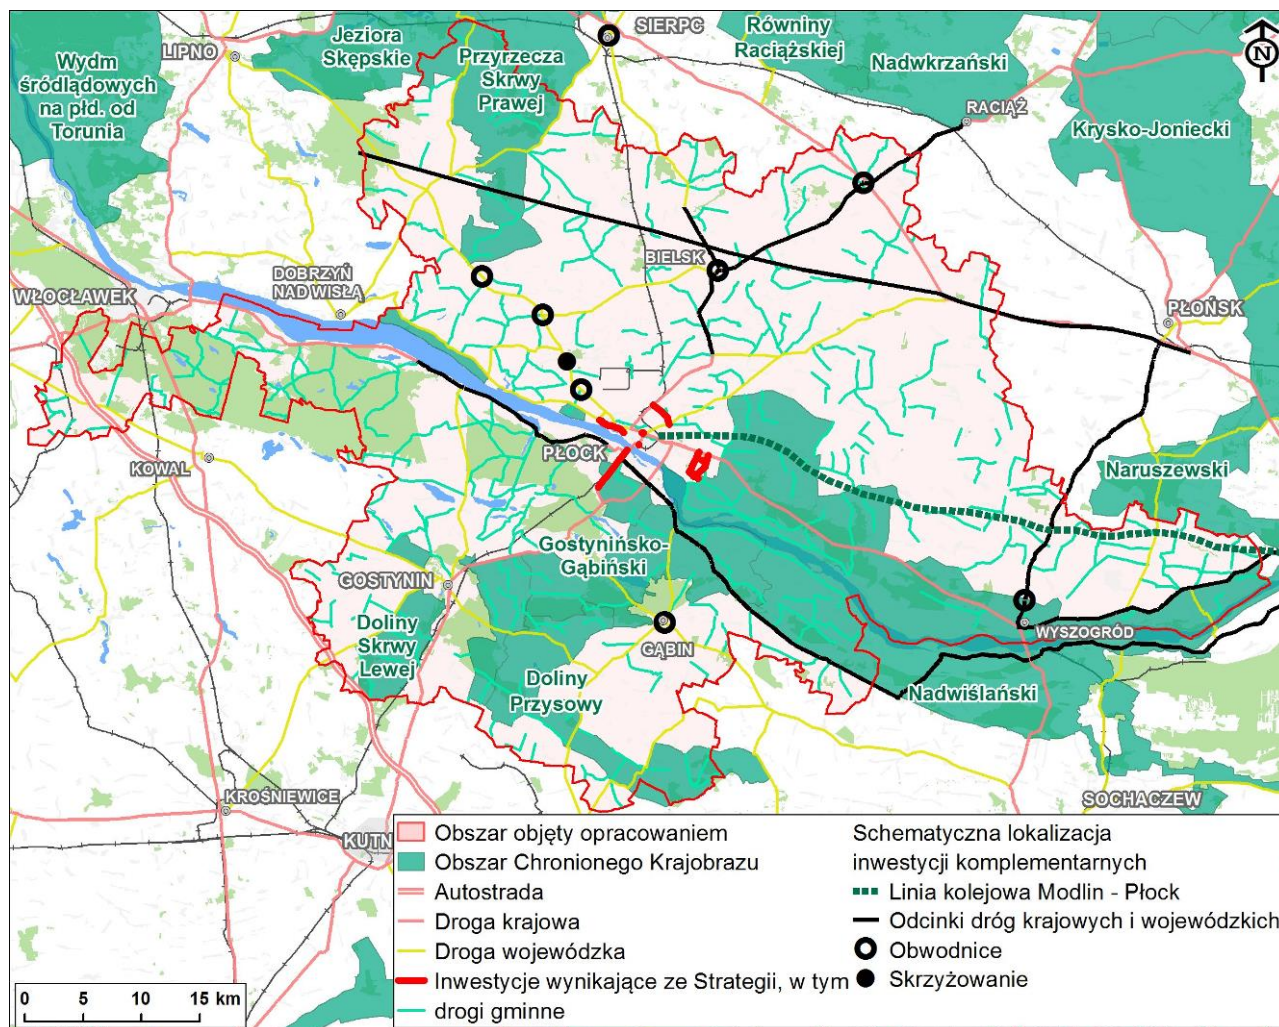 SIERPC
Równiny
Raciąskiej
Jeziora
Skępskie
LIPNO
Przyrzecza
Skrwy
Prawej
Nadwkrzański
N
Wydm
śródlądowych
na płd. od
Torunia
RACIĄŻ
Krysko-Joniecki
BIELSK
DOBRZYŃ
NAD WISŁĄ
WŁOCŁAWEK
PŁOŃSK
PŁOCK
KOWAL
Naruszewski
Gostynińsko-
Gąbiński
GOSTYNIN
Doliny
Skrwy
Lewej
GĄBIN
WYSZOGRÓD
Doliny
Przysowy
Nadwiślański
KROŚNIEWICE
SOCHACZEW
KUTN
Obszar objęty opracowaniem
Obszar Chronionego Krajobrazu
Autostrada
Droga krajowa
Droga wojewódzka
Inwestycje wynikające ze Strategii, w tym
drogi gminne
Schematyczna lokalizacja
inwestycji komplementarnych
Linia kolejowa Modlin - Płock
Odcinki dróg krajowych i wojewódzkich
Obwodnice
Skrzyżowanie
0 5 10 15 km